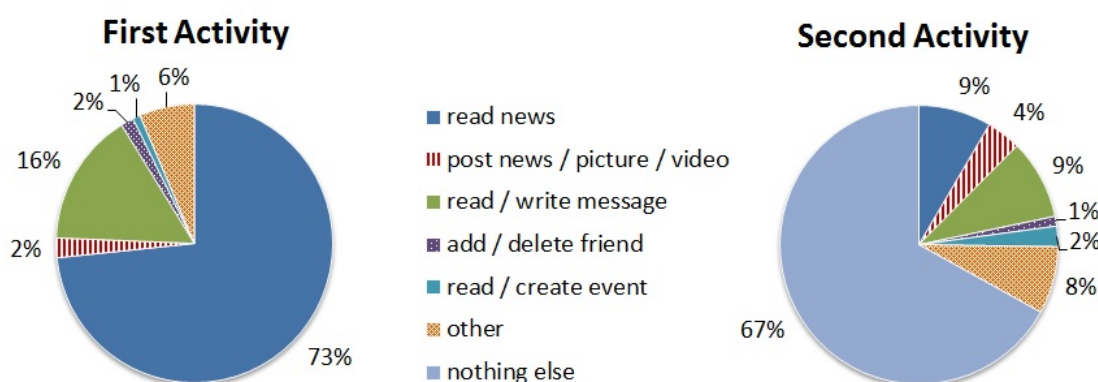 First Activity
1%
6%
2%
16%
2%
73%
read news
post news / picture / video
read / write message
add / delete friend
read / create event
other
nothing else
Second Activity
9%
4%
9%
1%
2%
8%
67%